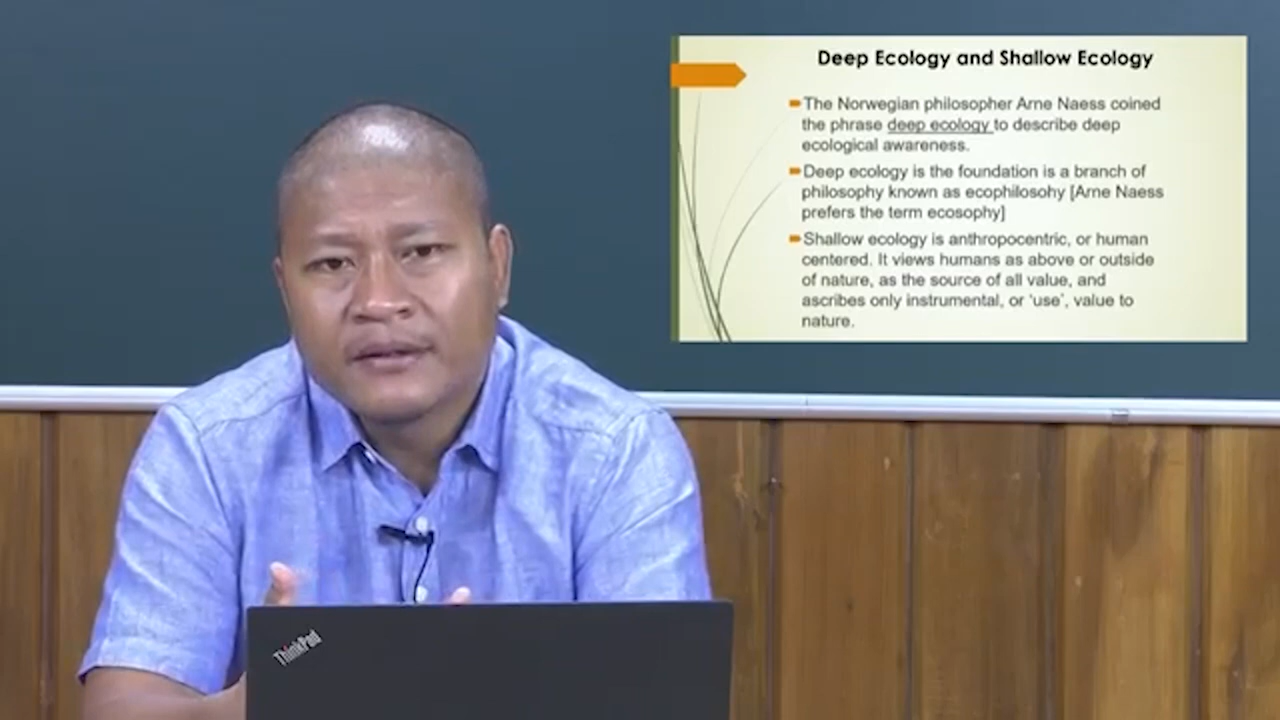 Deep Ecology and Shallow Ecology
The Norwegian philosopher Arne Naess coined
the phrase deep ecology to describe deep
ecological awareness.
Deep ecology is the foundation is a branch of
philosophy known as ecophilosohy [Arne Naess
prefers the term ecosophy]
Shallow ecology is anthropocentric, or human
centered. It views humans as above or outside
of nature, as the source of all value, and
ascribes only instrumental, or 'use', value to
nature.
ThinkPad